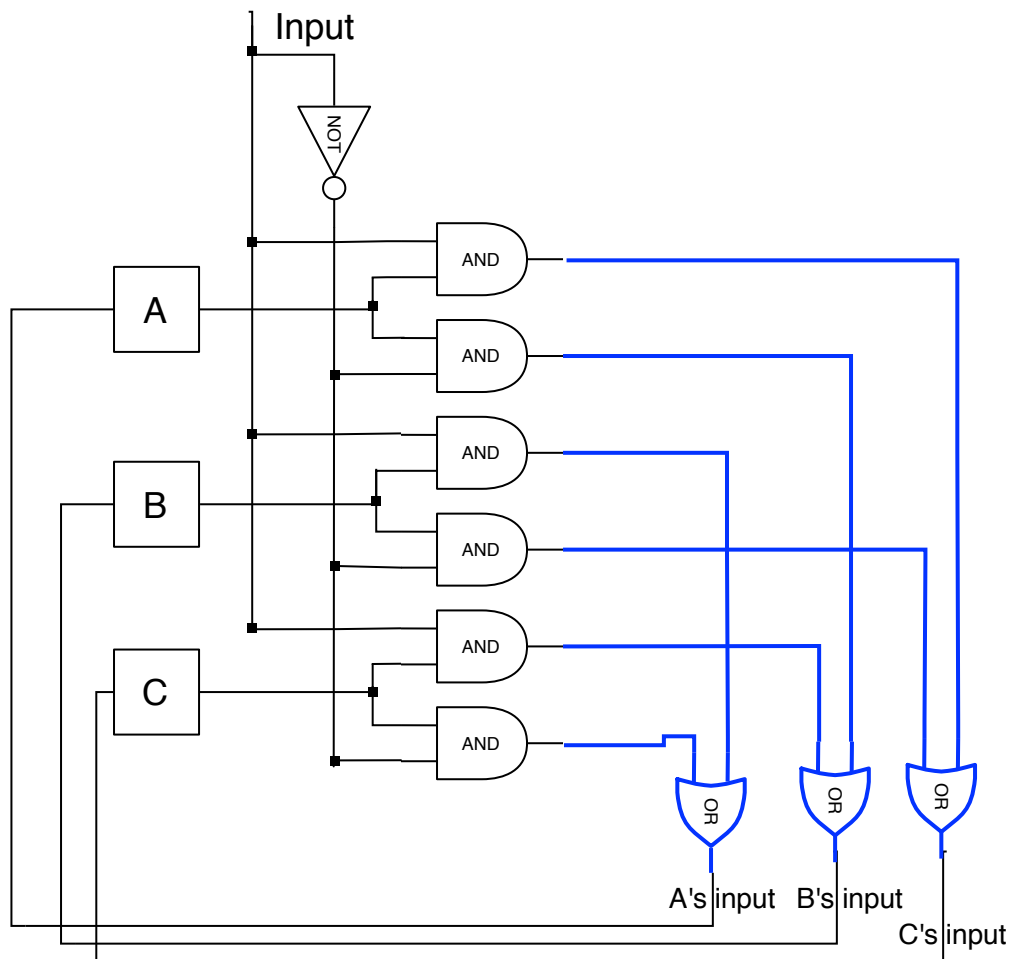 Input
NOT
AND
A
AND
AND
B
AND
AND
C
AND
OR
OR
OR
A's input
B's input
C's input